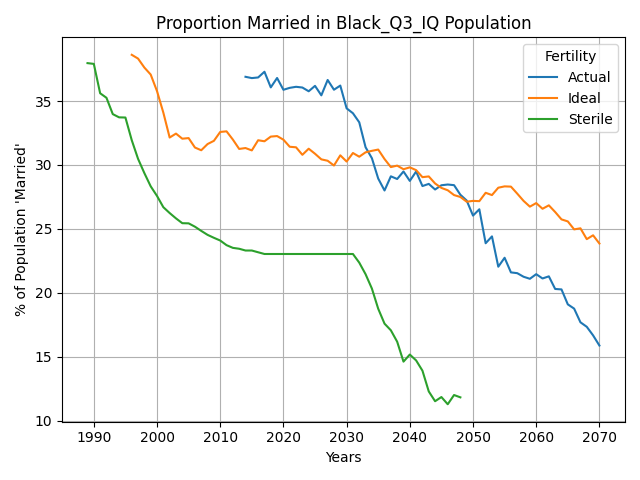 Proportion Married in Black_Q3_IQ Population
Fertility
Actual
Ideal
Sterile
% of Population 'Married'
35
30
25
20
15
10
1990 2000 2010 2020 2030 2040 2050 2060 2070
Years